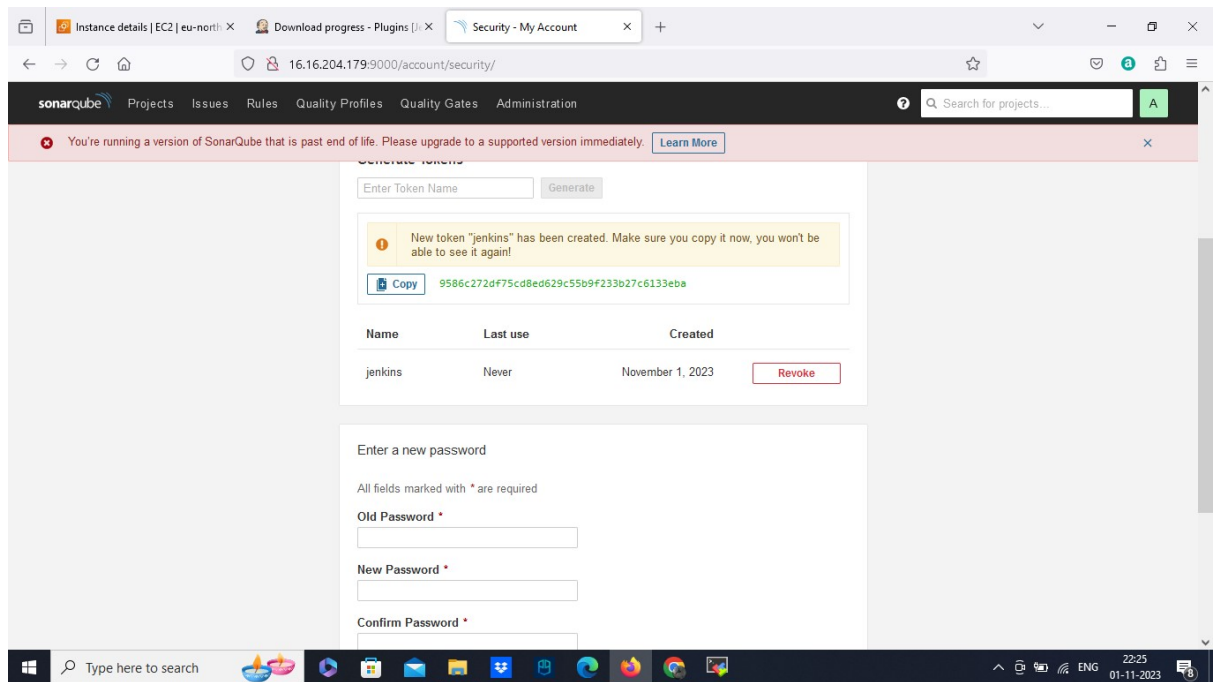 Instance details | EC2 | eu-north
Download progress - Plugins [Je
Security - My Account
16.16.204.179:9000/account/security/
sonarqube Projects Issues Rules Quality Profiles Quality Gates Administration
? Search for projects... A
You're running a version of SonarQube that is past end of life. Please upgrade to a supported version immediately. Learn More
Generate Tokens
Enter Token Name Generate
New token "jenkins" has been created. Make sure you copy it now, you won't be
able to see it again!
Copy 9586c272df75cd8ed629c55b9f233b27c6133eba
Name Last use Created
jenkins Never November 1, 2023 Revoke
Enter a new password
All fields marked with * are required
Old Password *
New Password *
Confirm Password *
Type here to search
ENG
22:25
01-11-2023
8